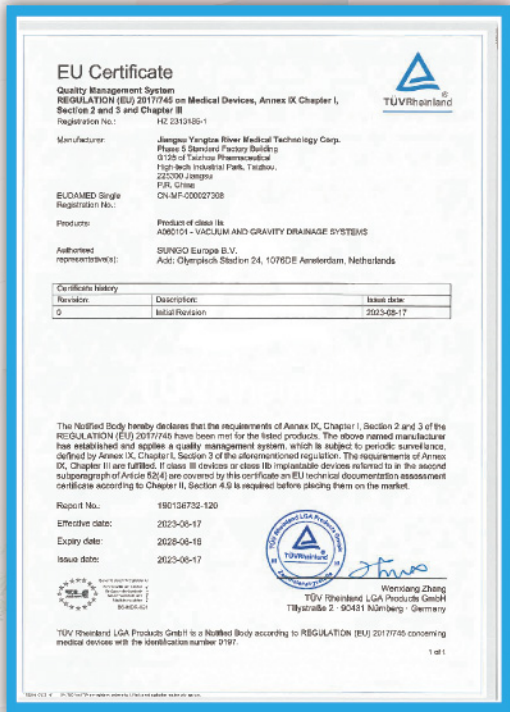 EU Certificate
Quality Management System
REGULATION (EU) 2017/745 on Medical Devices, Annex IX Chapter I,
Section 2 and 3 and Chapter III
TÜVRheinland
®
Registration No.: HZ 2313185-1
Manufacturer: Jiangsu Yangtze River Medical Technology Corp.
Phase 5 Standard Factory Building
G125 of Taizhou Pharmaceutical
High-tech Industrial Park, Taizhou,
225300 Jiangsu
P.R. China
EUDAMED Single CN-MF-000027308
Registration No.:
Products: Product of class IIa
A060101 - VACUUM AND GRAVITY DRAINAGE SYSTEMS
Authorised SUNGO Europe B.V.
representative(s): Add: Olympisch Stadion 24, 1076DE Amsterdam, Netherlands
Certificate history
Revision: Description: Issue date:
0 Initial Revision 2023-08-17
The Notified Body hereby declares that the requirements of Annex IX, Chapter I, Section 2 and 3 of the
REGULATION (EU) 2017/745 have been met for the listed products. The above named manufacturer
has established and applies a quality management system, which is subject to periodic surveillance,
defined by Annex IX, Chapter I, Section 3 of the aforementioned regulation. The requirements of Annex
IX, Chapter III are fulfilled. If class III devices or class IIb implantable devices referred to in the second
subparagraph of Article 52(4) are covered by this certificate an EU technical documentation assessment
certificate according to Chapter II, Section 4.9 is required before placing them on the market.
Report No.: 190136732-120
Effective date: 2023-08-17
Expiry date: 2028-08-16
Issue date: 2023-08-17
TÜV Rheinland LGA Products GmbH
TÜVRheinland
Zertifizierungsstelle
Wenxiang Zhang
TÜV Rheinland LGA Products GmbH
Tillystraße 2 · 90431 Nürnberg · Germany
TÜV Rheinland LGA Products GmbH is a Notified Body according to REGULATION (EU) 2017/745 concerning
medical devices with the identification number 0197.
1 of 1